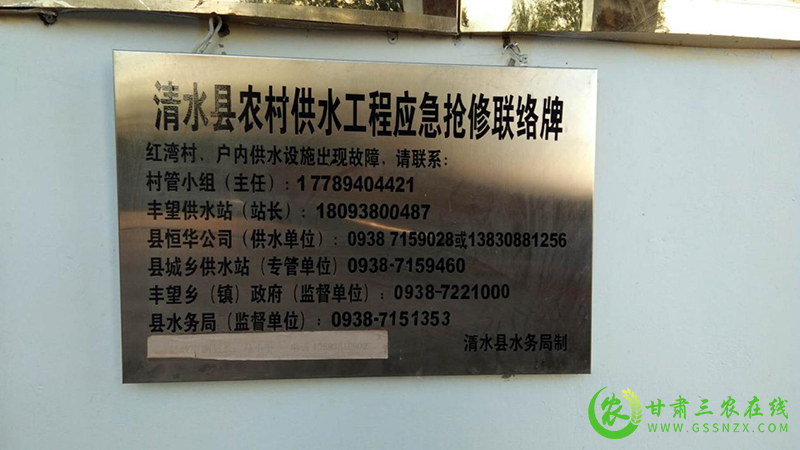 清水县农村供水工程应急抢修联络牌
红湾村、户内供水设施出现故障，请联系：
村管小组（主任）：17789404421
丰望供水站（站长）：18093800487
县恒华公司（供水单位）：0938 7159028或13830881256
县城乡供水站（专管单位）0938-7159460
丰望乡（镇）政府（监督单位）：0938-7221000
县水务局（监督单位）：0938-7151353
清水县水务局制
农 甘肃三农在线
WWW.GSSNZX.COM